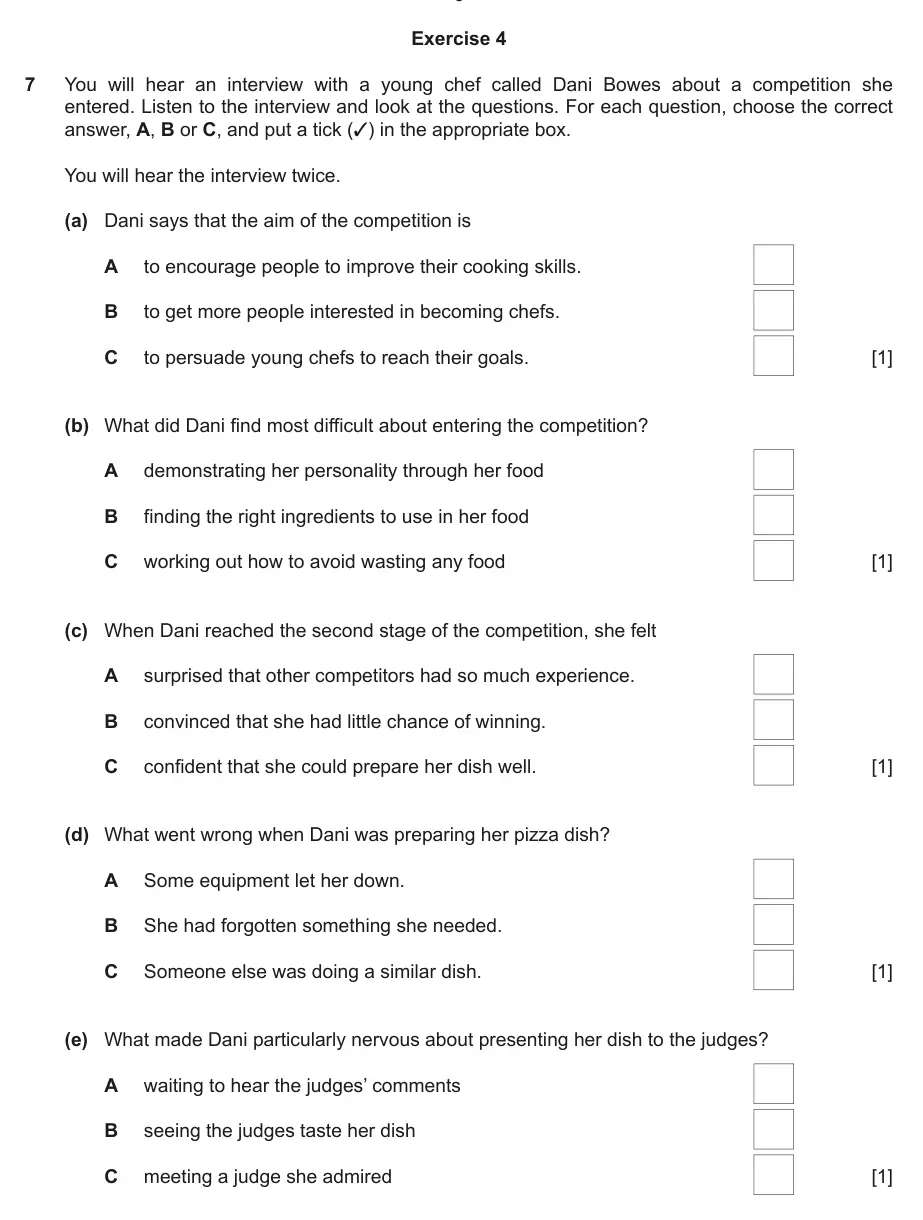 Exercise 4
7 You will hear an interview with a young chef called Dani Bowes about a competition she
entered. Listen to the interview and look at the questions. For each question, choose the correct
answer, A, B or C, and put a tick (✓) in the appropriate box.
You will hear the interview twice.
(a) Dani says that the aim of the competition is
A to encourage people to improve their cooking skills.
B to get more people interested in becoming chefs.
C to persuade young chefs to reach their goals. [1]
(b) What did Dani find most difficult about entering the competition?
A demonstrating her personality through her food
B finding the right ingredients to use in her food
C working out how to avoid wasting any food [1]
(c) When Dani reached the second stage of the competition, she felt
A surprised that other competitors had so much experience.
B convinced that she had little chance of winning.
C confident that she could prepare her dish well. [1]
(d) What went wrong when Dani was preparing her pizza dish?
A Some equipment let her down.
B She had forgotten something she needed.
C Someone else was doing a similar dish. [1]
(e) What made Dani particularly nervous about presenting her dish to the judges?
A waiting to hear the judges’ comments
B seeing the judges taste her dish
C meeting a judge she admired [1]